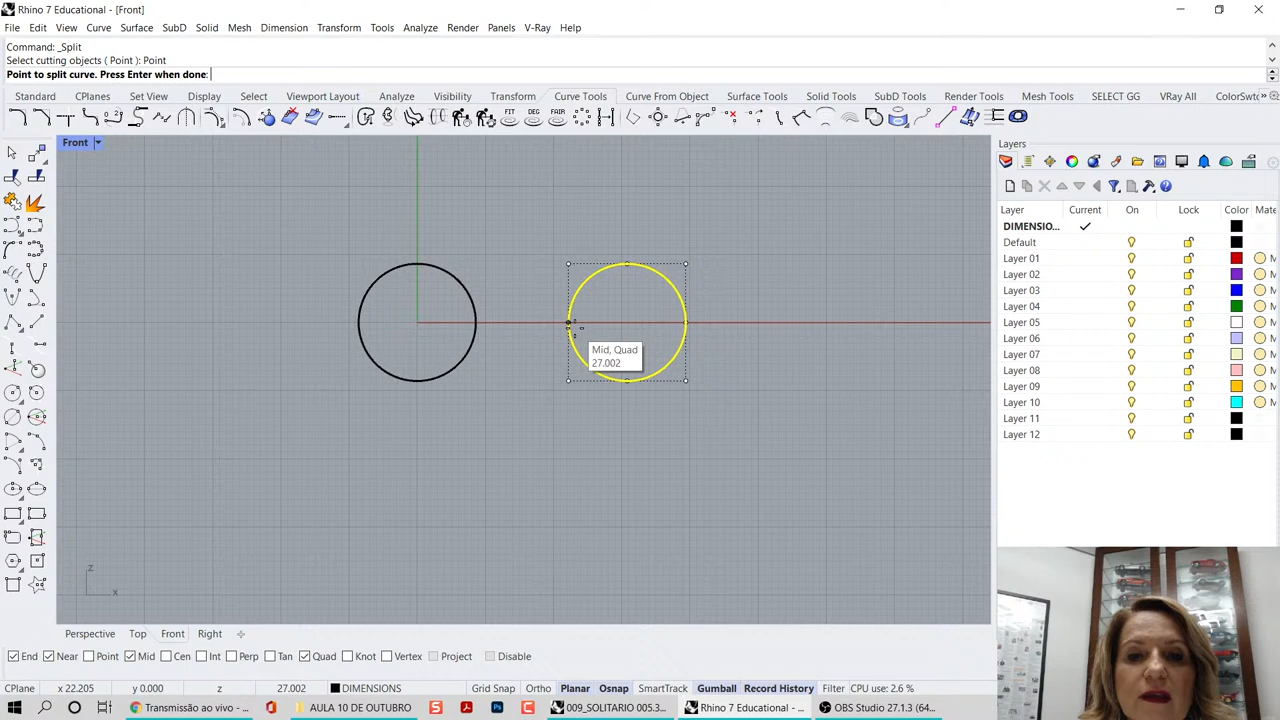 Rhino 7 Educational - [Front]
File Edit View Curve Surface Solid SubD Mesh Dimension Transform Tools Analyze Render Panels V-Ray Help
Command: _Split
Select cutting objects ( Point ): Point
Point to split curve. Press Enter when done:
Standard CPlanes Set View Display Select Viewport Layout Visibility Transform Curve Tools Curve From Object Surface Tools Solid Tools SubD Tools Render Tools Mesh Tools SELECT GG VRay All ColorSwto
FIT DEG FAIR
Front
Layers
Layer Current On Lock Color Mate
DIMENSIO...
Default
Layer 01 M
Layer 02 M
Layer 03 M
Layer 04 M
Layer 05 M
Layer 06 M
Layer 07 M
Layer 08 M
Layer 09 M
Layer 10 M
Layer 11
Layer 12
Mid, Quad
27.002
z
x
Perspective Top Front Right
End Near Point Mid Cen Int Perp Tan Quad Knot Vertex Project Disable
CPlane x 22.205 y 0.000 z 27.002 DIMENSIONS Grid Snap Ortho Planar Osnap SmartTrack Gumball Record History Filter CPU use: 2.6 %
Transmissão ao vivo - ... AULA 10 DE OUTUBRO 009_SOLITARIO 005.3... Rhino 7 Educational - ... OBS Studio 27.1.3 (64...